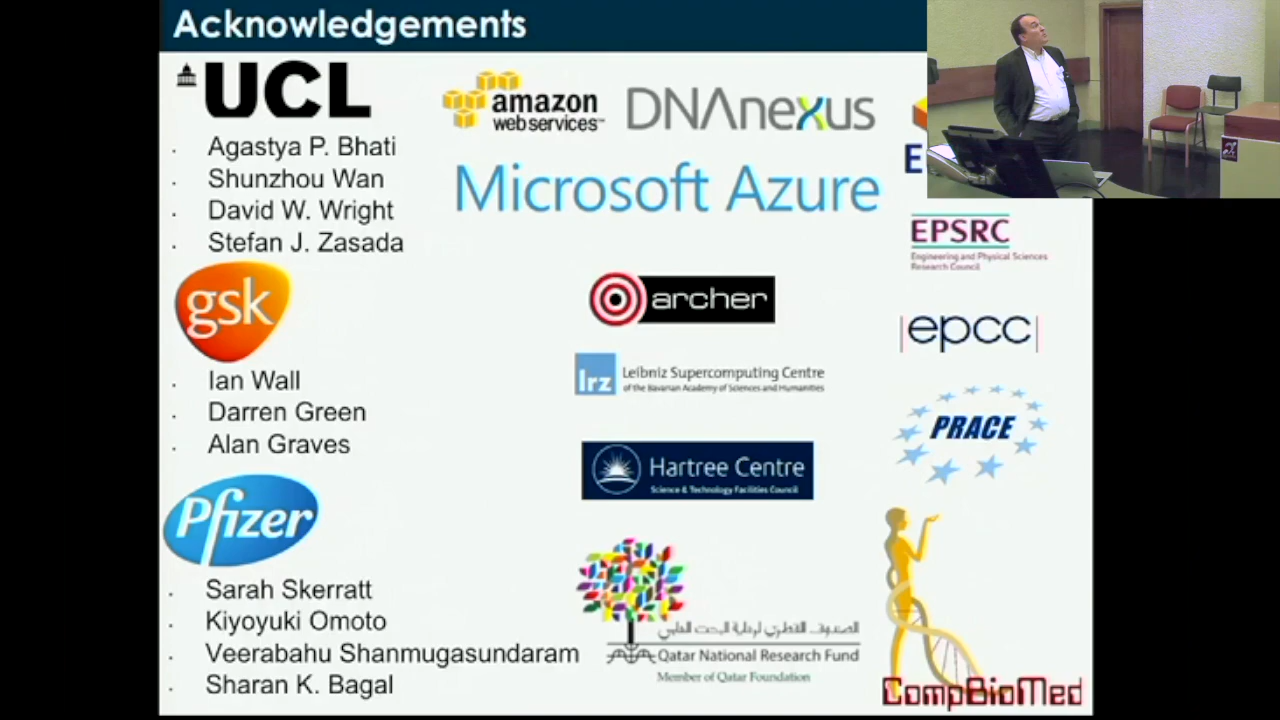 Acknowledgements
UCL
Agastya P. Bhati
Shunzhou Wan
David W. Wright
Stefan J. Zasada
gsk
Ian Wall
Darren Green
Alan Graves
Pfizer
Sarah Skerratt
Kiyoyuki Omoto
Veerabahu Shanmugasundaram
Sharan K. Bagal
amazon
web services™
DNAnexus
Microsoft Azure
archer
lrz
Leibniz Supercomputing Centre
of the Bavarian Academy of Sciences and Humanities
Hartree Centre
Science & Technology Facilities Council
الصندوق القطري لرعاية البحث العلمي
Qatar National Research Fund
Member of Qatar Foundation
E
EPSRC
Engineering and Physical Sciences
Research Council
epcc
PRACE
CompBioMed